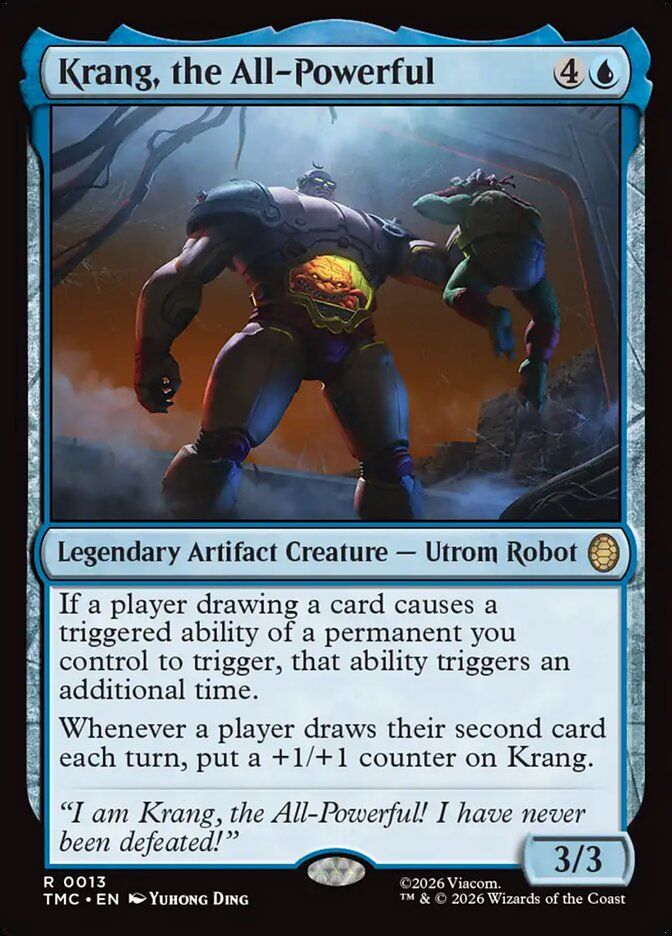 Krang, the All-Powerful 4
Legendary Artifact Creature — Utrom Robot
If a player drawing a card causes a
triggered ability of a permanent you
control to trigger, that ability triggers an
additional time.
Whenever a player draws their second card
each turn, put a +1/+1 counter on Krang.
“I am Krang, the All-Powerful! I have never
been defeated!”
3/3
R 0013
TMC • EN Yuhong Ding
©2026 Viacom.
™ & © 2026 Wizards of the Coast